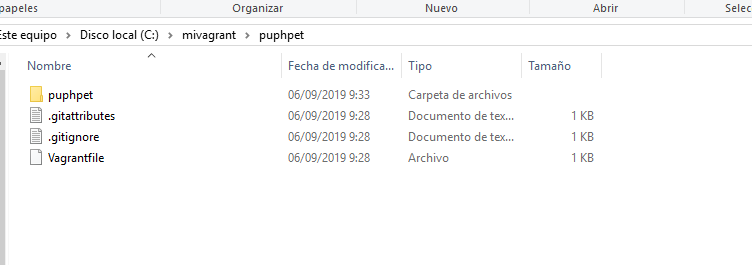 papeles Organizar Nuevo Abrir Selec
Este equipo > Disco local (C:) > mivagrant > puphpet
Nombre Fecha de modifica... Tipo Tamaño
puphpet 06/09/2019 9:33 Carpeta de archivos
.gitattributes 06/09/2019 9:28 Documento de tex... 1 KB
.gitignore 06/09/2019 9:28 Documento de tex... 1 KB
Vagrantfile 06/09/2019 9:28 Archivo 1 KB